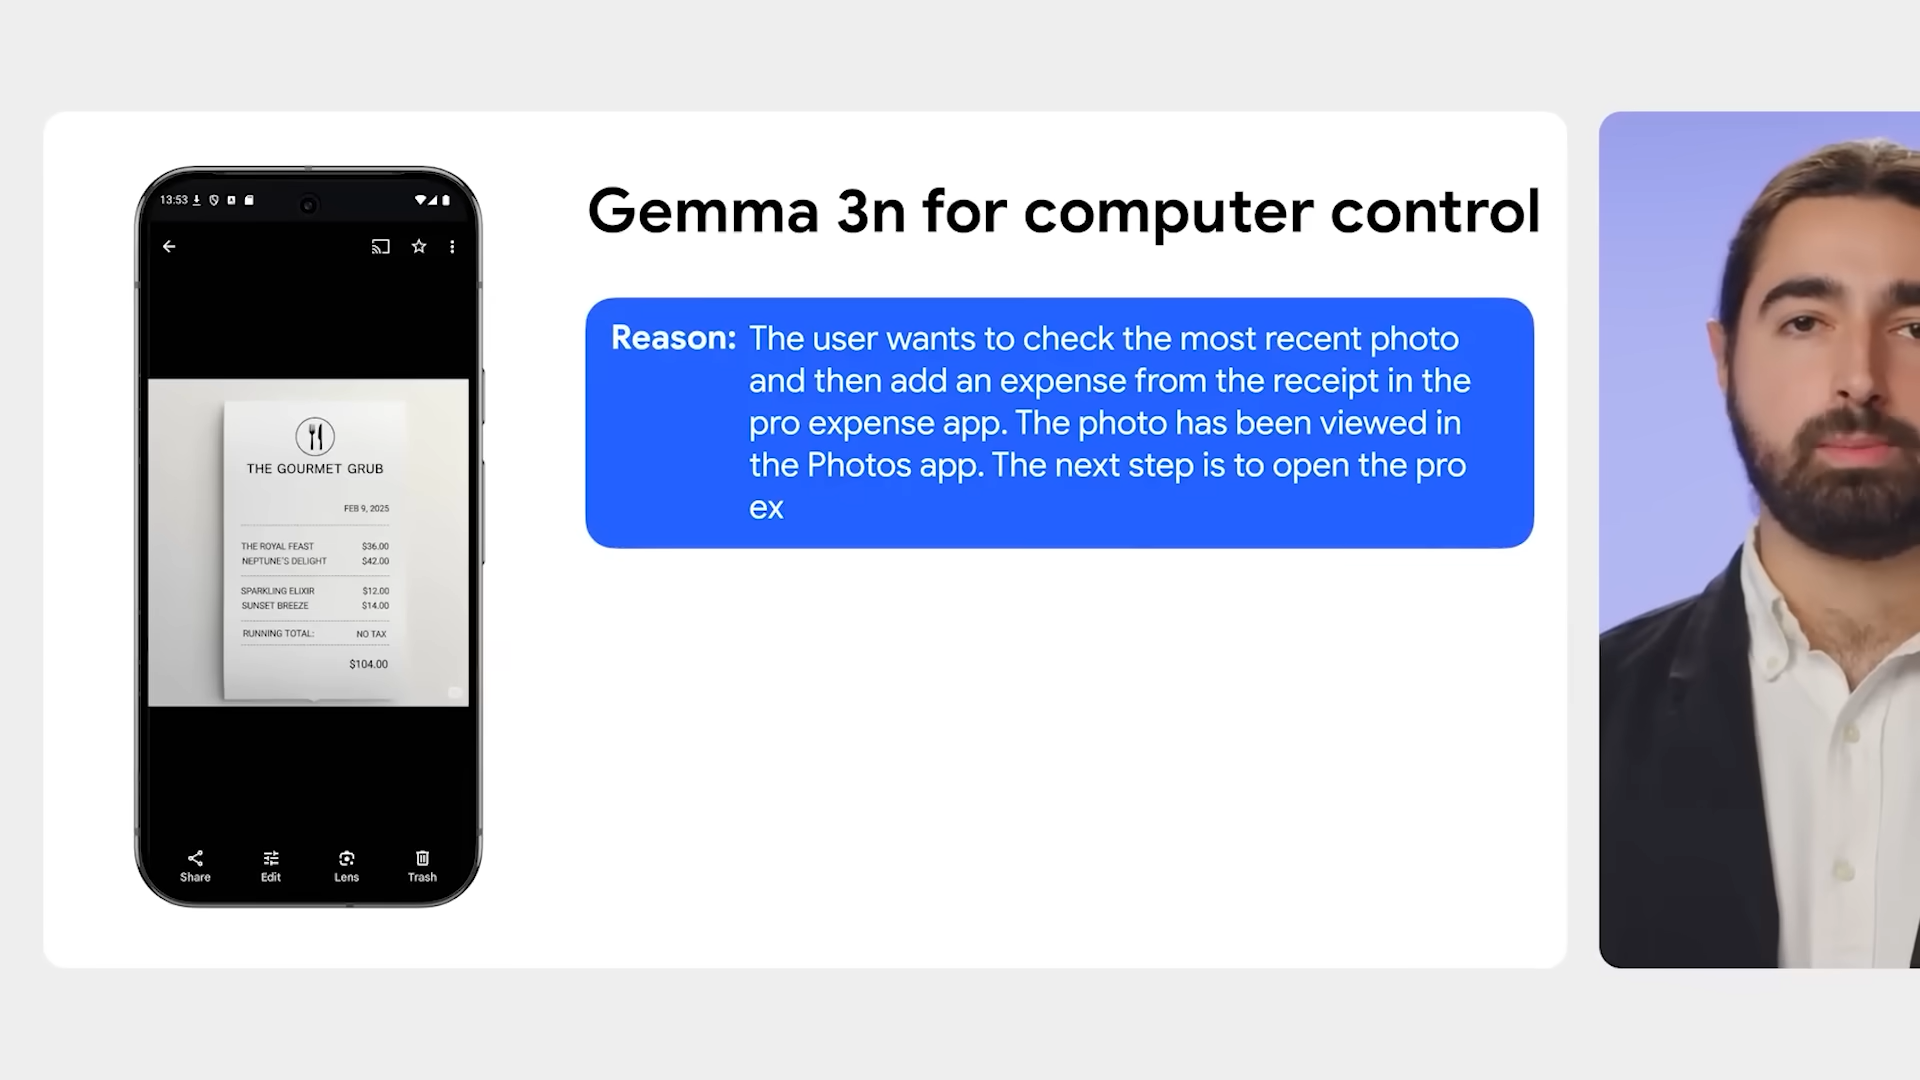 13:53
Gemma 3n for computer control
Reason: The user wants to check the most recent photo
and then add an expense from the receipt in the
pro expense app. The photo has been viewed in
the Photos app. The next step is to open the pro
ex
THE GOURMET GRUB
FEB 9, 2025
THE ROYAL FEAST $36.00
NEPTUNE'S DELIGHT $42.00
SPARKLING ELIXIR $12.00
SUNSET BREEZE $14.00
RUNNING TOTAL: NO TAX
$104.00
Share Edit Lens Trash